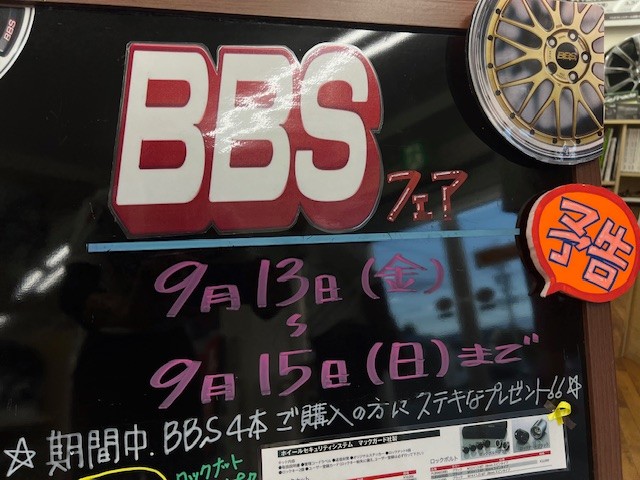 BBS
BBS
BBS
フェア
9月13日(金)
~
9月15日(日)まで
☆期間中.BBS4本ご購入の方にステキなプレゼント☆
ホイールセキュリティシステム マックガード社製
ロックナット
ロックボルト